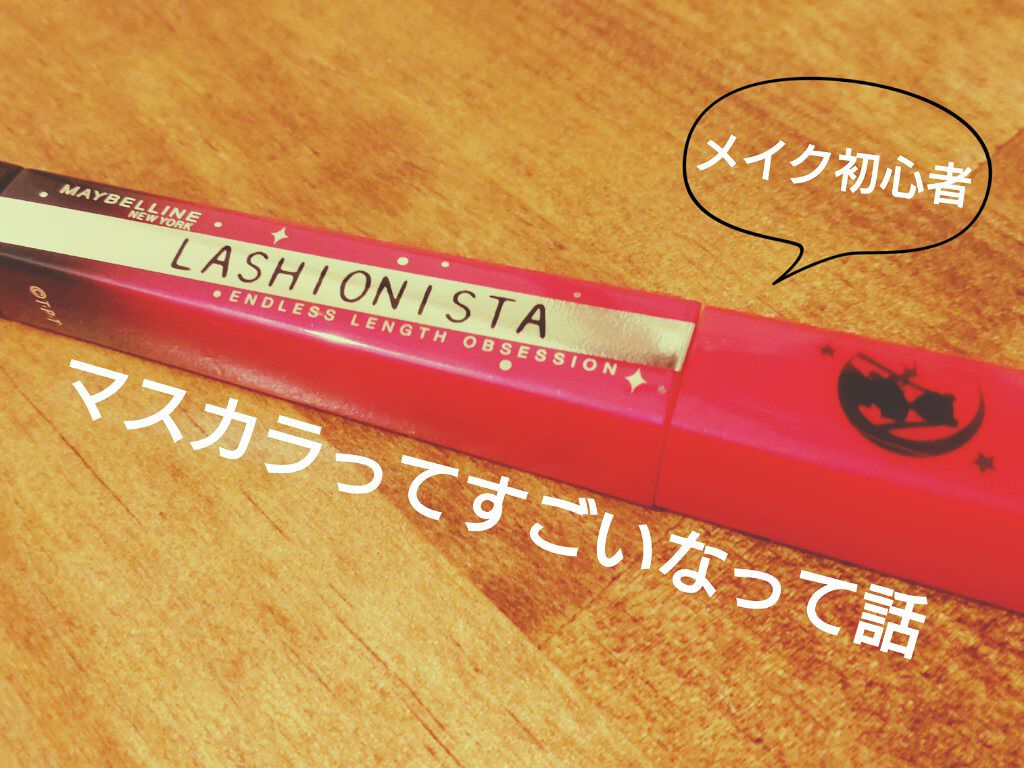 メイク初心者
MAYBELLINE
NEW YORK
LASHIONISTA
ENDLESS LENGTH OBSESSION
©T・P・T
マスカラってすごいなって話